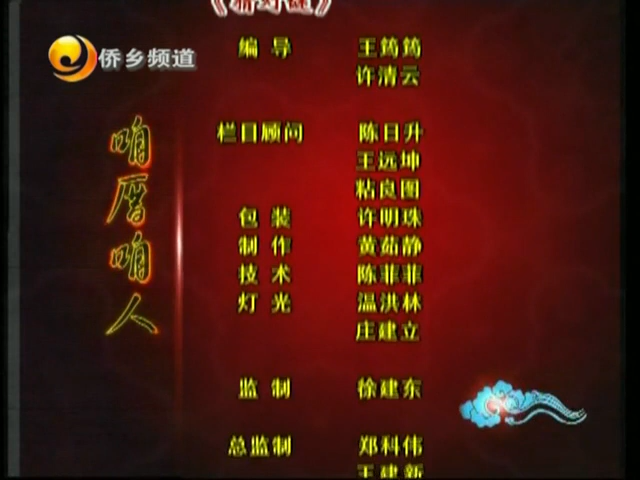 侨乡频道
编 导 王筠筠
许清云
栏目顾问 陈日升
王远坤
粘良图
包 装 许明珠
制 作 黄茹静
技 术 陈菲菲
灯 光 温洪林
庄建立
监 制 徐建东
总监制 郑科伟
王建新
咱厝咱人